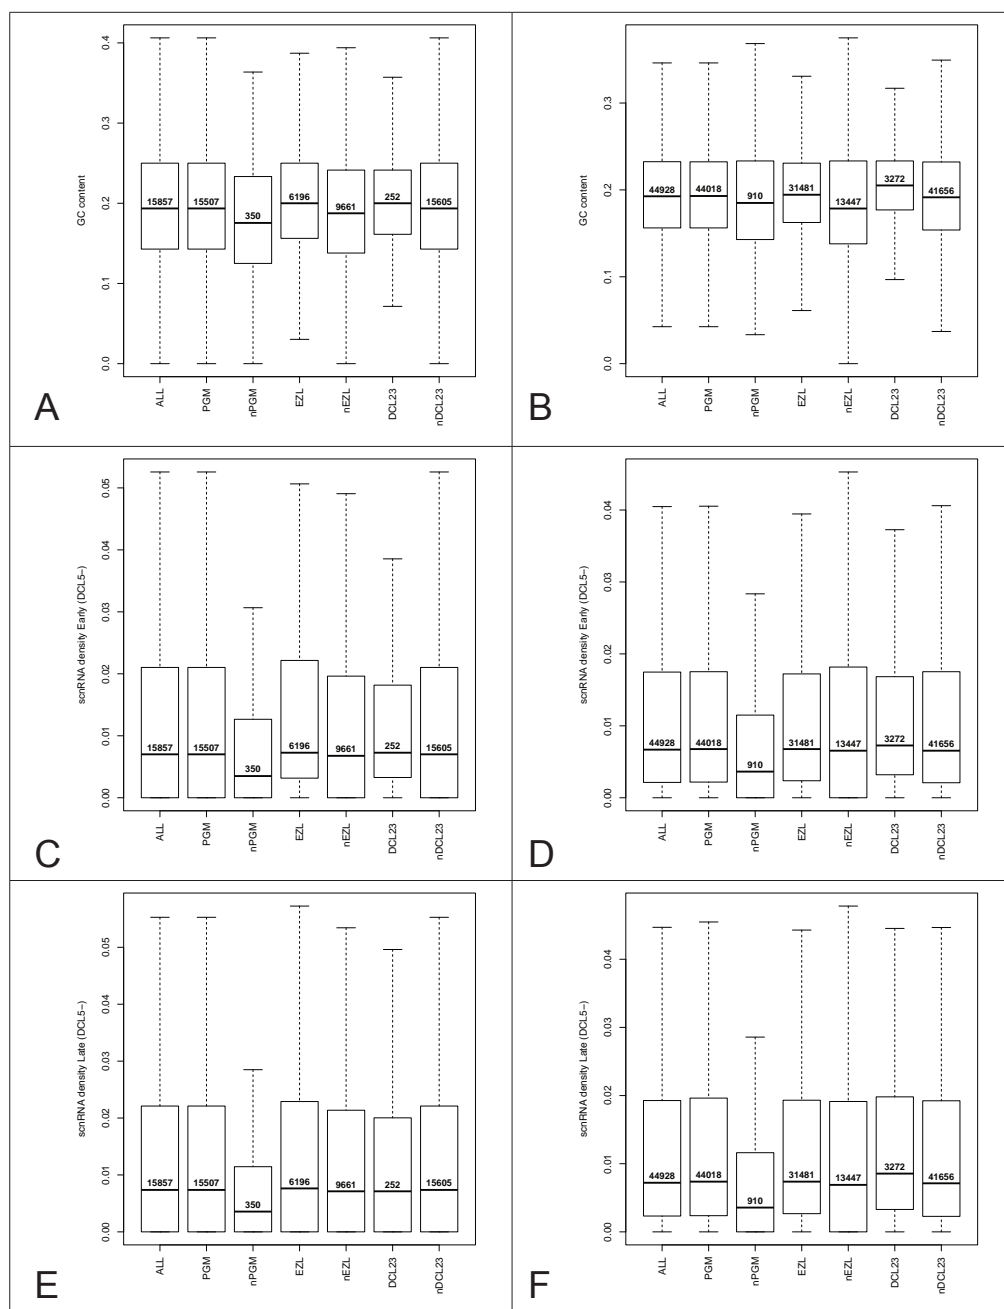 GC content
0.0 0.1 0.2 0.3 0.4
15857 15507 350 6196 9661 252 15605
ALL PGM nPGM EZL nEZL DCL23 nDCL23
A
GC content
0.0 0.1 0.2 0.3
44928 44018 910 31481 13447 3272 41656
ALL PGM nPGM EZL nEZL DCL23 nDCL23
B
scnRNA density Early (DCL5−)
0.00 0.01 0.02 0.03 0.04 0.05
15857 15507 350 6196 9661 252 15605
ALL PGM nPGM EZL nEZL DCL23 nDCL23
C
scnRNA density Early (DCL5−)
0.00 0.01 0.02 0.03 0.04
44928 44018 910 31481 13447 3272 41656
ALL PGM nPGM EZL nEZL DCL23 nDCL23
D
scnRNA density Late (DCL5−)
0.00 0.01 0.02 0.03 0.04 0.05
15857 15507 350 6196 9661 252 15605
ALL PGM nPGM EZL nEZL DCL23 nDCL23
E
scnRNA density Late (DCL5−)
0.00 0.01 0.02 0.03 0.04
44928 44018 910 31481 13447 3272 41656
ALL PGM nPGM EZL nEZL DCL23 nDCL23
F